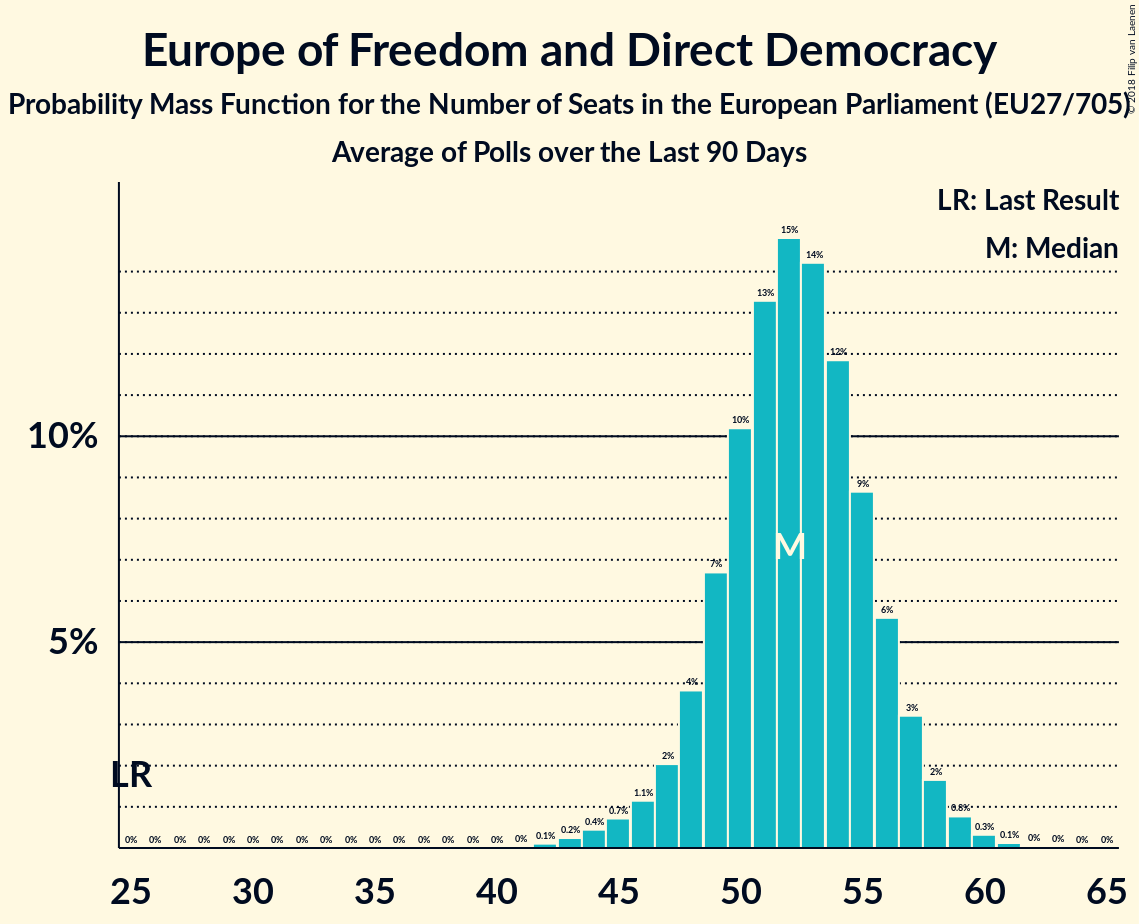 Europe of Freedom and Direct Democracy
Probability Mass Function for the Number of Seats in the European Parliament (EU27/705)
Average of Polls over the Last 90 Days
© 2018 Filip van Laenen
LR: Last Result
M: Median
10%
5%
LR
M
0% 0% 0% 0% 0% 0% 0% 0% 0% 0% 0% 0% 0% 0% 0% 0% 0% 0.1% 0.2% 0.4% 0.7% 1.1% 2% 4% 7% 10% 13% 15% 14% 12% 9% 6% 3% 2% 0.8% 0.3% 0.1% 0% 0% 0% 0%
25 30 35 40 45 50 55 60 65